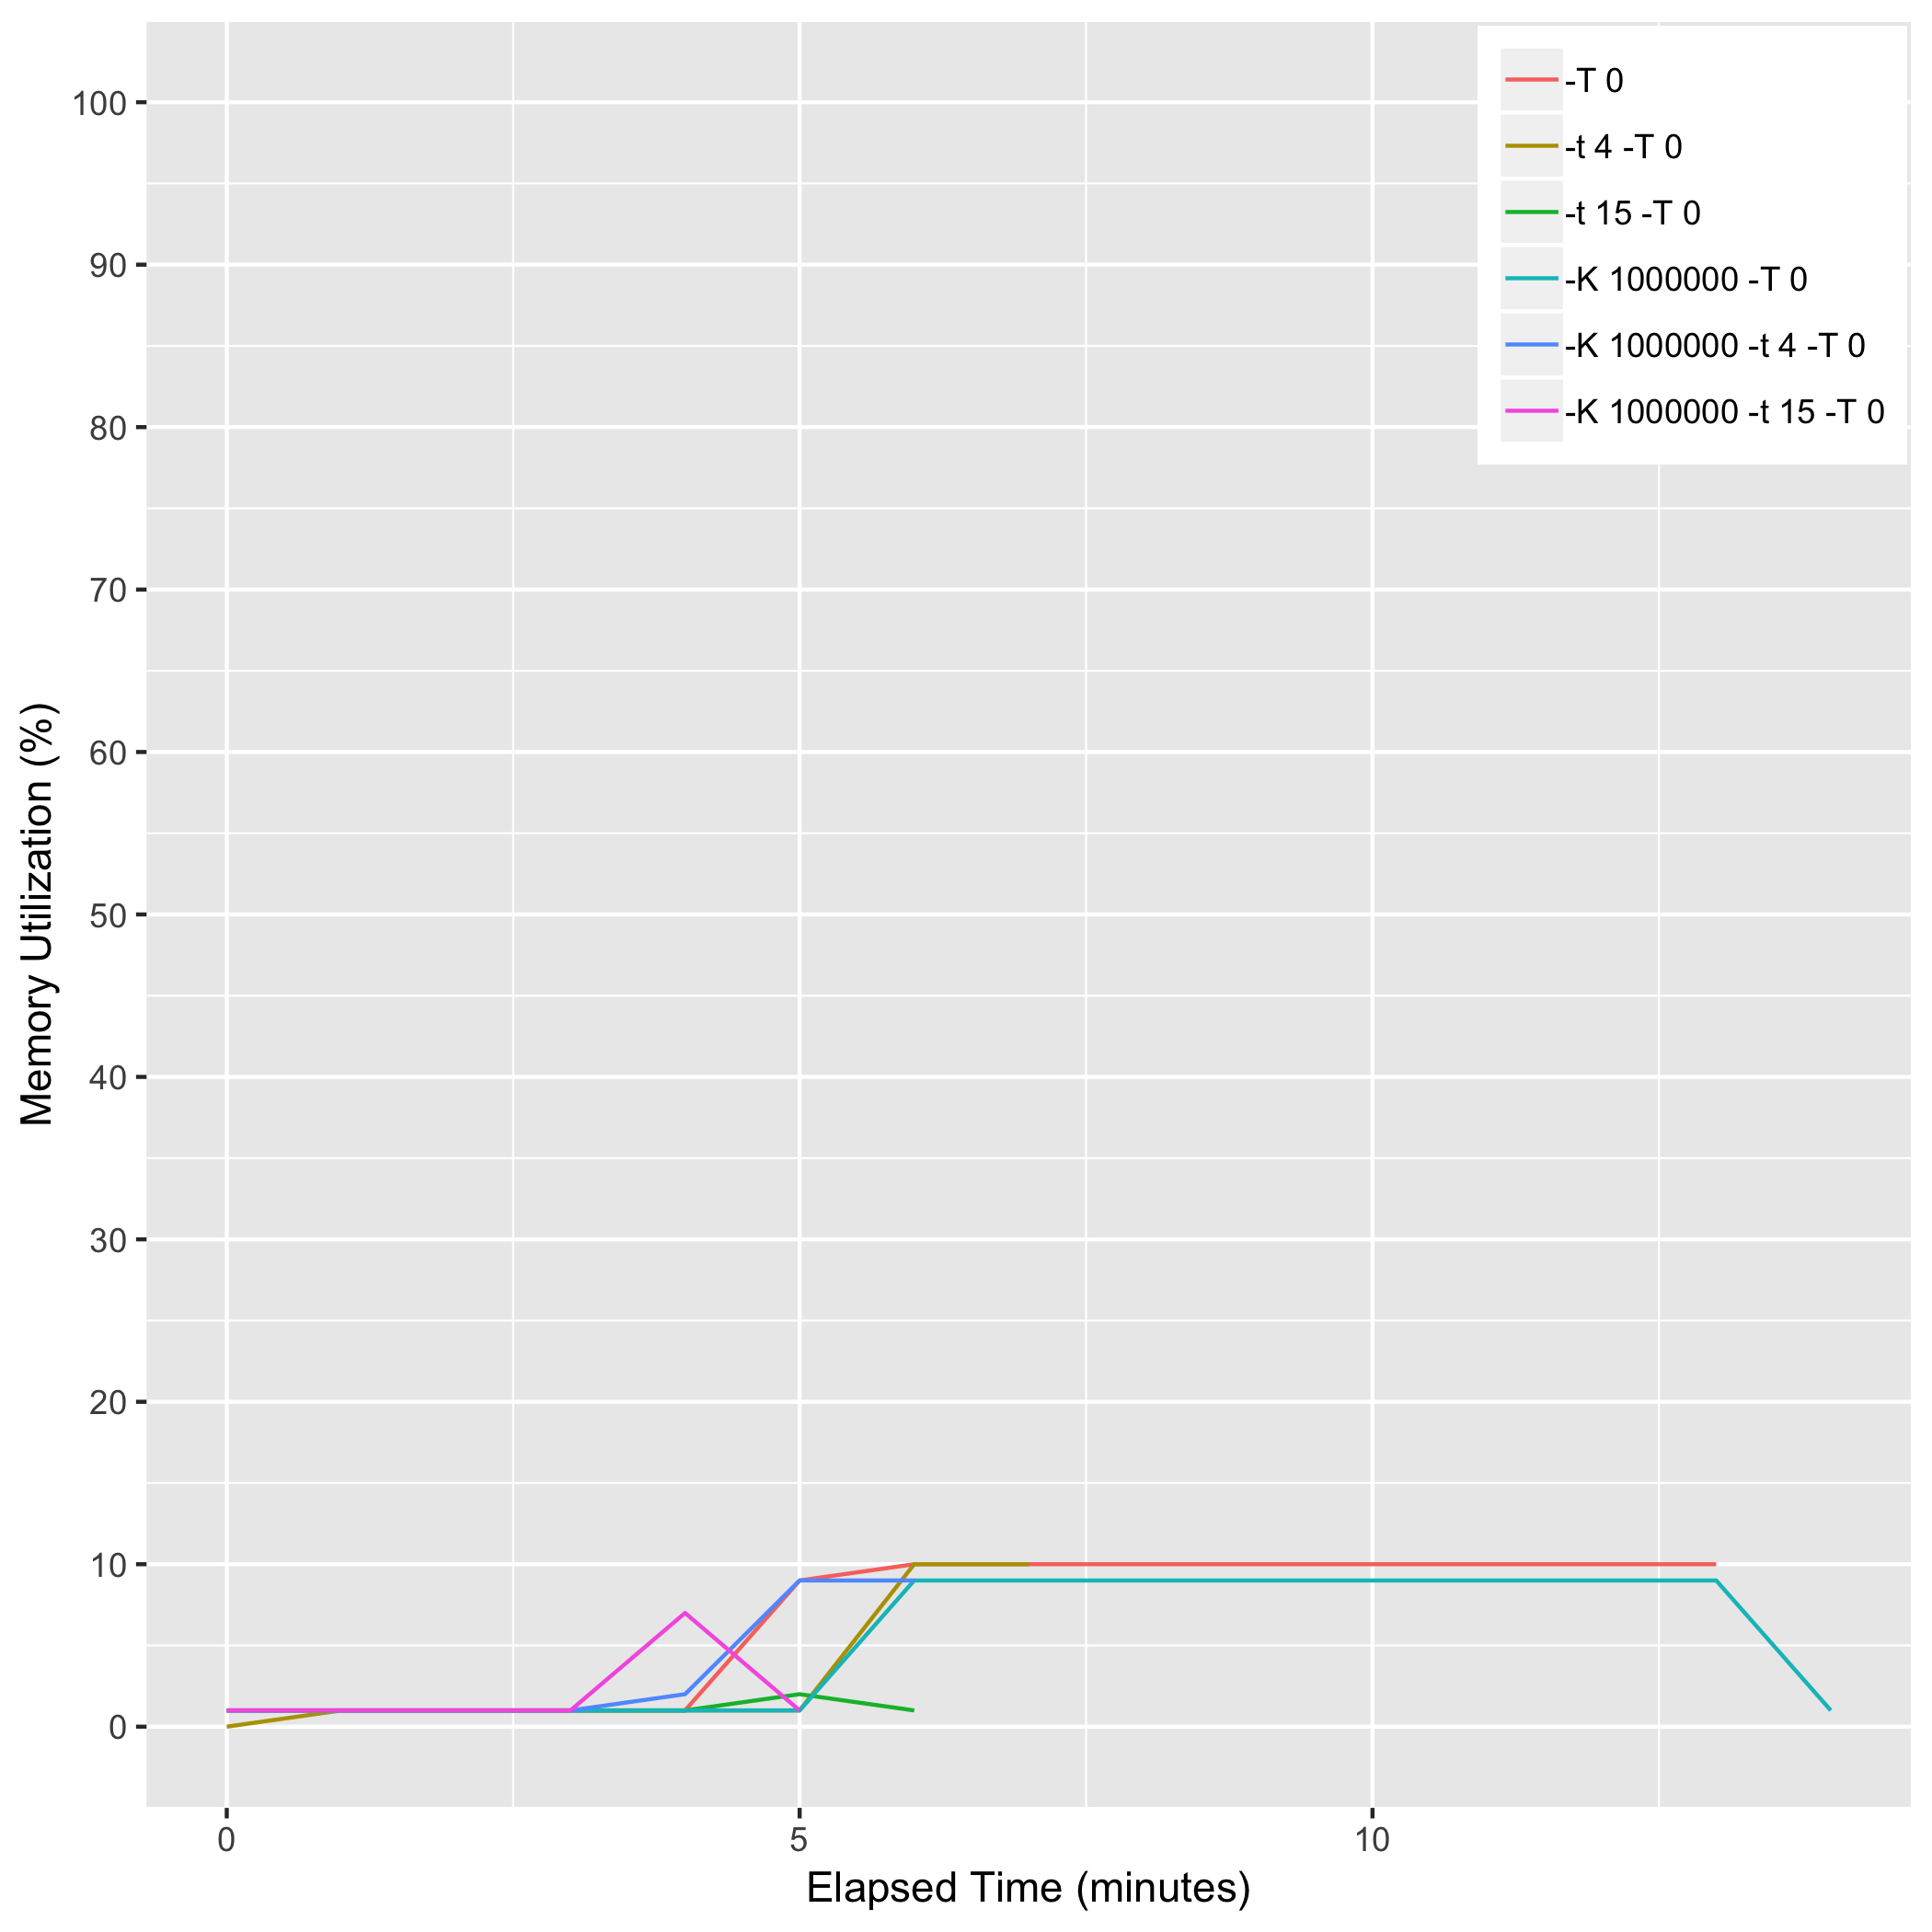 -T 0
-t 4 -T 0
-t 15 -T 0
-K 1000000 -T 0
-K 1000000 -t 4 -T 0
-K 1000000 -t 15 -T 0
Memory Utilization (%)
100
90
80
70
60
50
40
30
20
10
0
0 5 10
Elapsed Time (minutes)